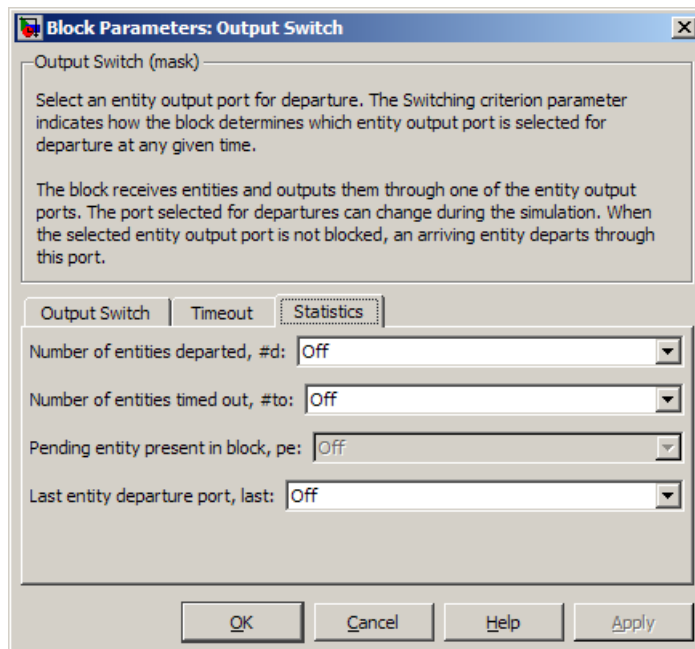 Block Parameters: Output Switch
Output Switch (mask)
Select an entity output port for departure. The Switching criterion parameter
indicates how the block determines which entity output port is selected for
departure at any given time.
The block receives entities and outputs them through one of the entity output
ports. The port selected for departures can change during the simulation. When
the selected entity output port is not blocked, an arriving entity departs through
this port.
Output Switch Timeout Statistics
Number of entities departed, #d: Off
Number of entities timed out, #to: Off
Pending entity present in block, pe: Off
Last entity departure port, last: Off
OK Cancel Help Apply